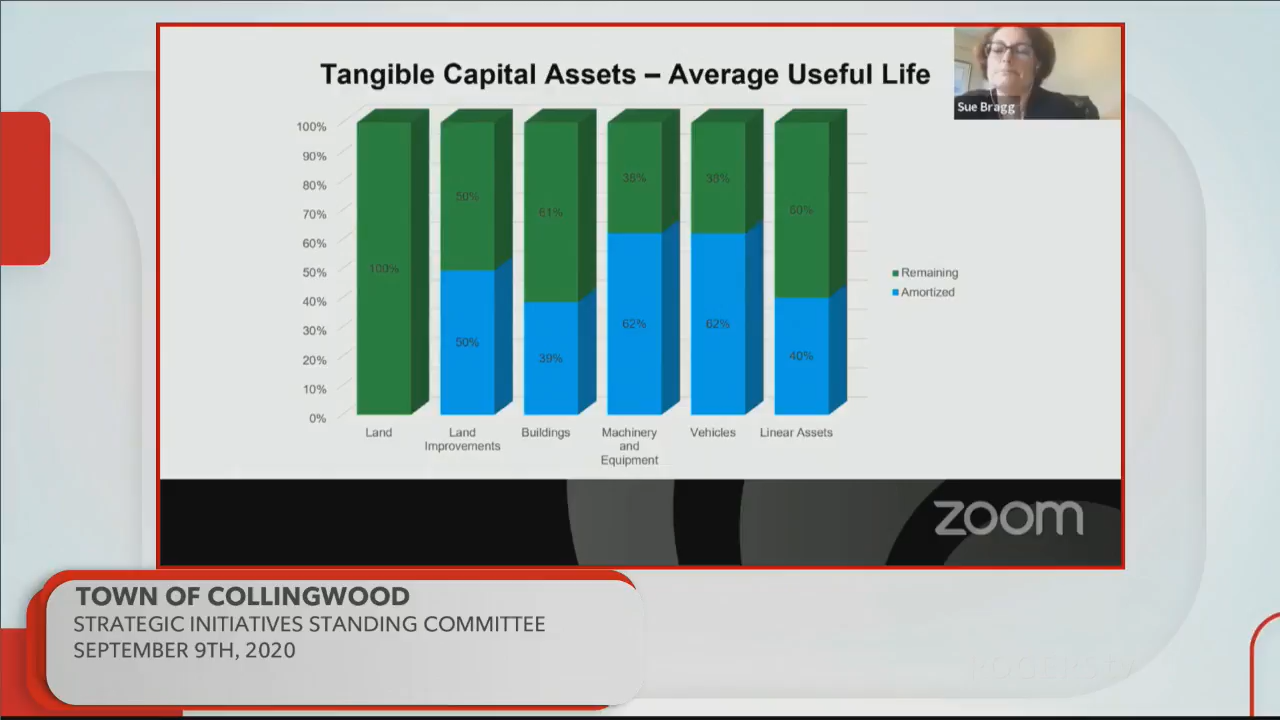 Tangible Capital Assets – Average Useful Life
Sue Bragg
100%
90%
80%
70%
60%
50%
40%
30%
20%
10%
0%
100%
50%
50%
61%
39%
38%
62%
38%
62%
60%
40%
Land
Land
Improvements
Buildings
Machinery
and
Equipment
Vehicles
Linear Assets
Remaining
Amortized
zoom
TOWN OF COLLINGWOOD
STRATEGIC INITIATIVES STANDING COMMITTEE
SEPTEMBER 9TH, 2020
ROGERS